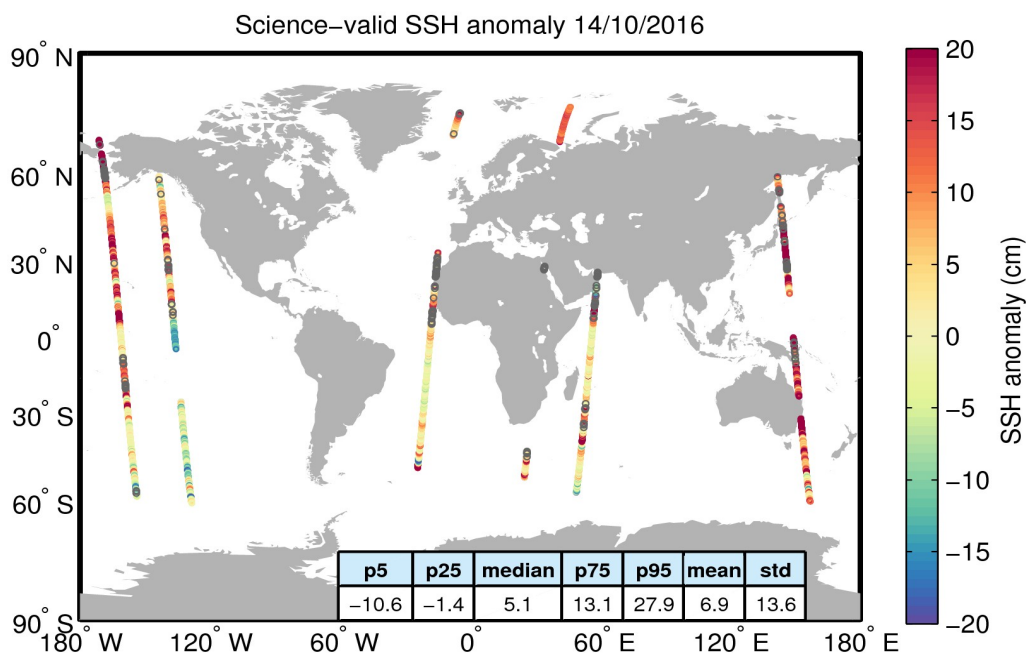 Science−valid SSH anomaly 14/10/2016
90° N
60° N
30° N
0°
30° S
60° S
90° S
180° W
120° W
60° W
0°
60° E
120° E
180° E
p5 p25 median p75 p95 mean std
−10.6 −1.4 5.1 13.1 27.9 6.9 13.6
20
15
10
5
0
−5
−10
−15
−20
SSH anomaly (cm)